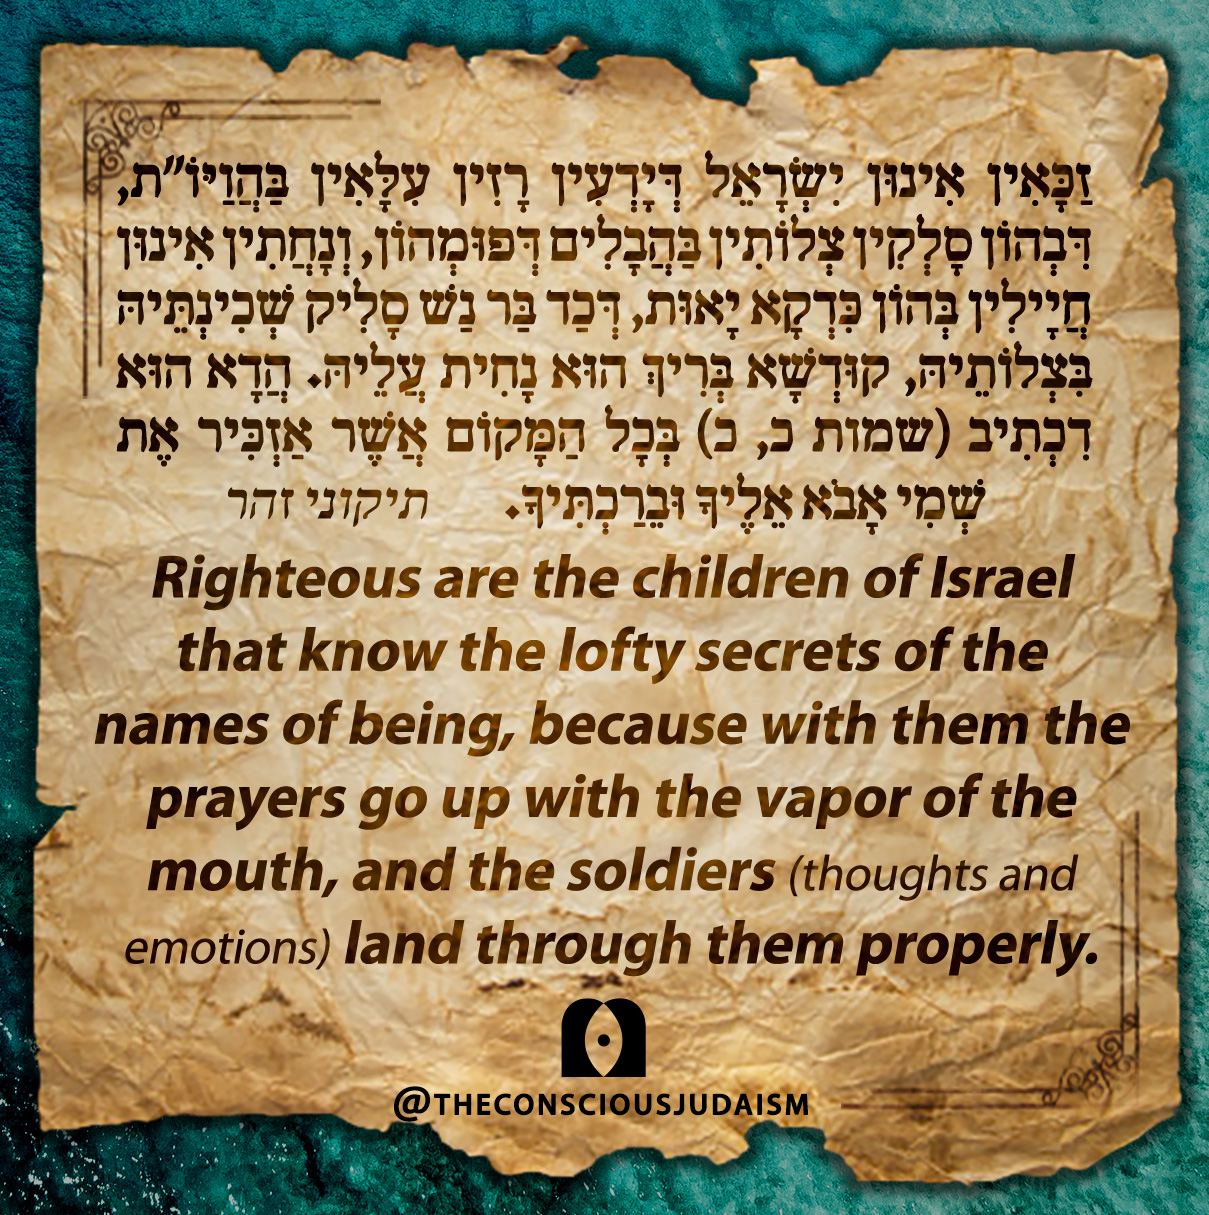 זַכָּאִין אִינוּן יִשְׂרָאֵל דְּיָדְעִין רָזִין עִלָּאִין בַּהֲוַיּוֹ״ת,
דִּבְהוֹן סָלְקִין צְלוֹתִין בַּהֲבָלִים דְּפוּמְהוֹן, וְנָחֲתִין אִינוּן
חֲיָילִין בְּהוֹן כִּדְקָא יָאוּת, דְּכַד בַּר נַשׁ סָלִיק שְׁכִינְתֵּיהּ
בִּצְלוֹתֵיהּ, קוּדְשָׁא בְּרִיךְ הוּא נָחִית עֲלֵיהּ. הֲדָא הוּא
דִכְתִיב (שמות כ, כ) בְּכָל הַמָּקוֹם אֲשֶׁר אַזְכִּיר אֶת
שְׁמִי אָבֹא אֵלֶיךָ וּבֵרַכְתִּיךָ. תיקוני זהר
Righteous are the children of Israel
that know the lofty secrets of the
names of being, because with them the
prayers go up with the vapor of the
mouth, and the soldiers (thoughts and
emotions) land through them properly.
@THECONSCIOUSJUDAISM